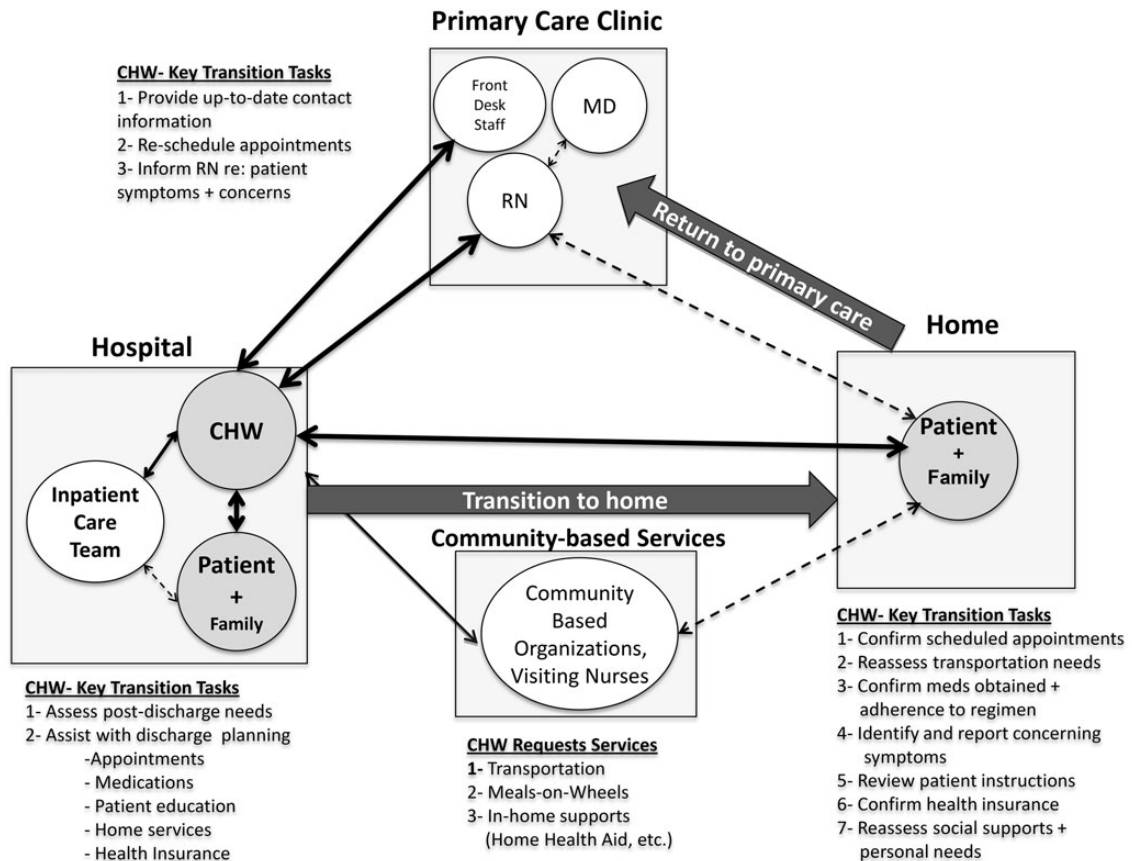 Primary Care Clinic
CHW- Key Transition Tasks
1- Provide up-to-date contact
information
2- Re-schedule appointments
3- Inform RN re: patient
symptoms + concerns
Front
Desk
Staff
MD
RN
Return to primary care
Hospital
CHW
Inpatient
Care
Team
Patient
+
Family
Home
Patient
+
Family
Transition to home
Community-based Services
Community
Based
Organizations,
Visiting Nurses
CHW- Key Transition Tasks
1- Assess post-discharge needs
2- Assist with discharge planning
-Appointments
- Medications
- Patient education
- Home services
- Health Insurance
CHW Requests Services
1- Transportation
2- Meals-on-Wheels
3- In-home supports
(Home Health Aid, etc.)
CHW- Key Transition Tasks
1- Confirm scheduled appointments
2- Reassess transportation needs
3- Confirm meds obtained +
adherence to regimen
4- Identify and report concerning
symptoms
5- Review patient instructions
6- Confirm health insurance
7- Reassess social supports +
personal needs